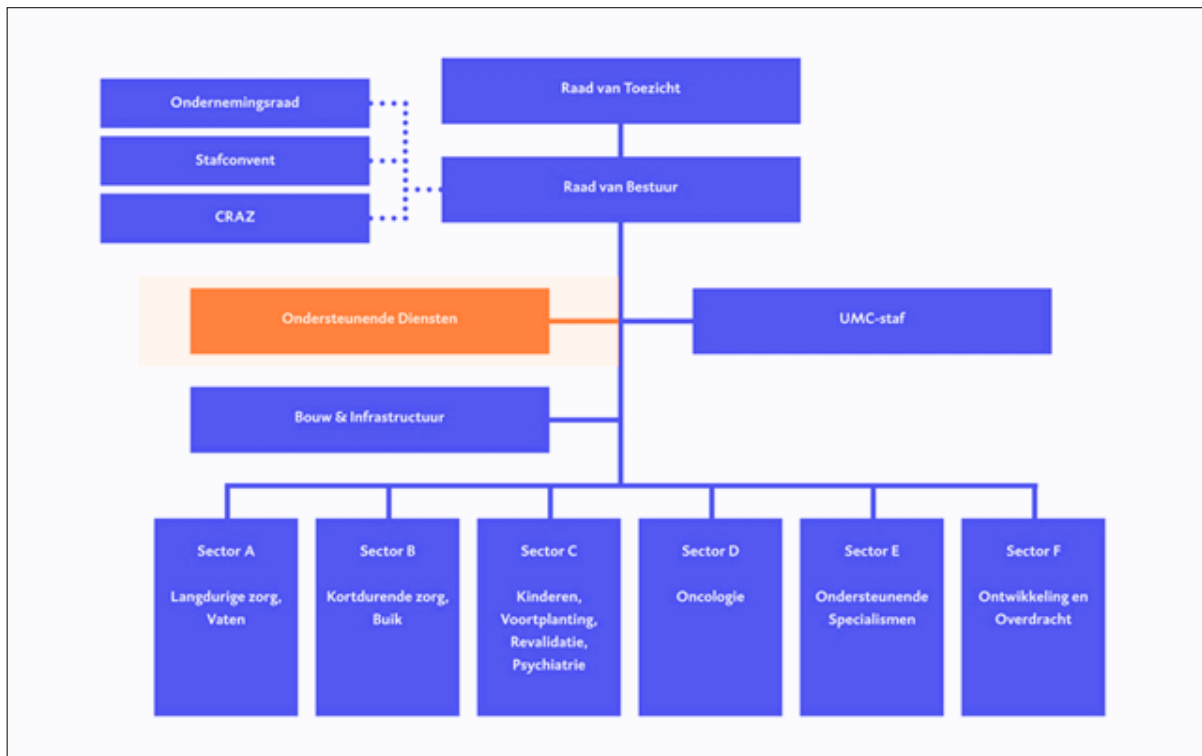 Raad van Toezicht
Ondernemingsraad
Stafconvent
Raad van Bestuur
CRAZ
Ondersteunende Diensten
UMC-staf
Bouw & Infrastructuur
Sector A
Langdurige zorg,
Vaten
Sector B
Kortdurende zorg,
Buik
Sector C
Kinderen,
Voortplanting,
Revalidatie,
Psychiatrie
Sector D
Oncologie
Sector E
Ondersteunende
Specialismen
Sector F
Ontwikkeling en
Overdracht